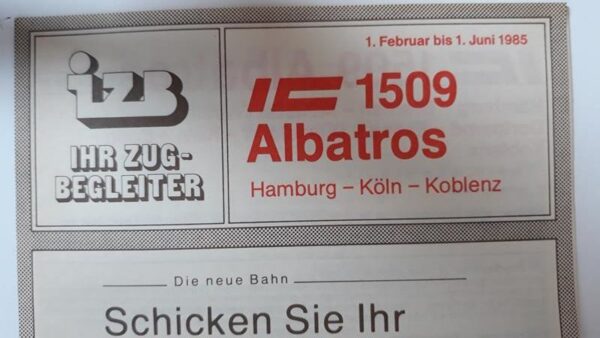 1. Februar bis 1. Juni 1985
izB
IHR ZUG-
BEGLEITER
IC 1509
Albatros
Hamburg – Köln – Koblenz
Die neue Bahn
Schicken Sie Ihr